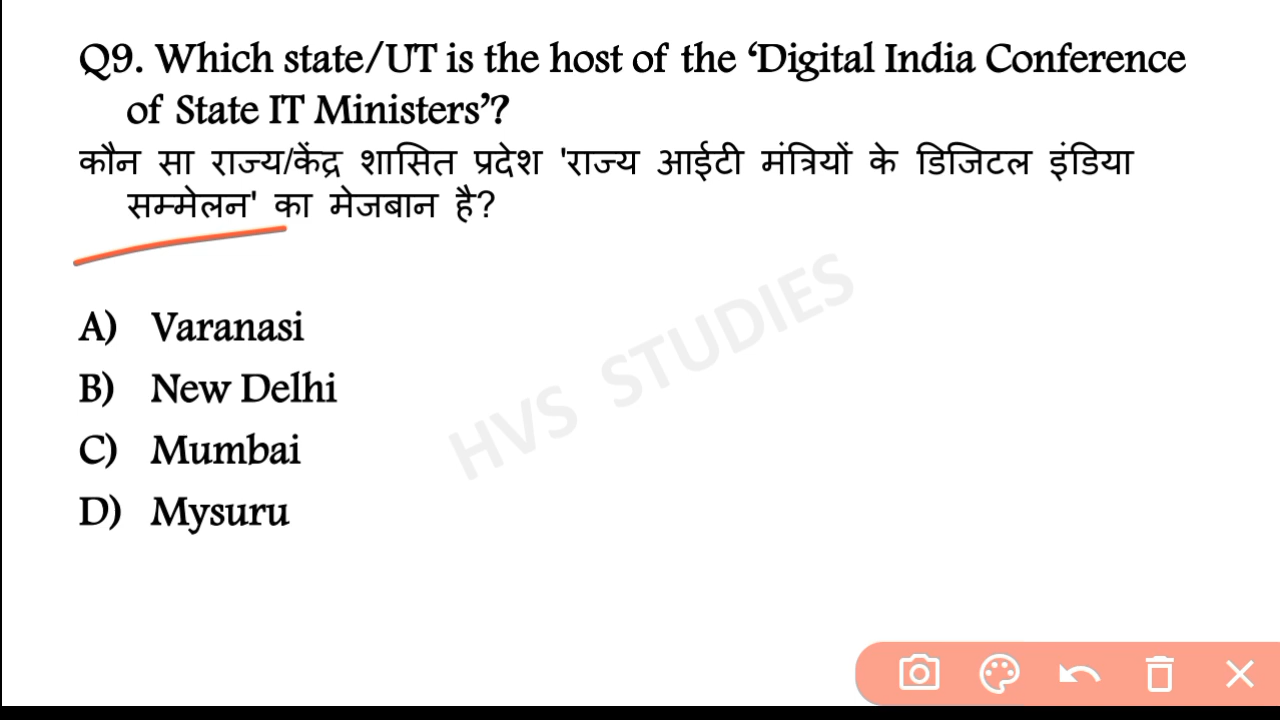 Q9. Which state/UT is the host of the ‘Digital India Conference
of State IT Ministers’?
कौन सा राज्य/केंद्र शासित प्रदेश 'राज्य आईटी मंत्रियों के डिजिटल इंडिया
सम्मेलन' का मेजबान है?
A) Varanasi
B) New Delhi
C) Mumbai
D) Mysuru
HVS STUDIES